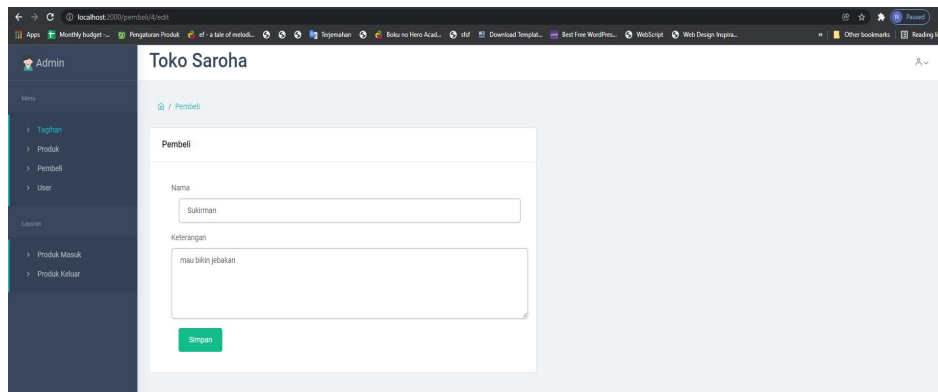 localhost:2000/pembeli/4/edit
R Paused
Apps Monthly budget -... Pengaturan Produk ef - a tale of melodi... Terjemahan Boku no Hero Acad... sfsf Download Templat... Best Free WordPres... WebScript Web Design Inspira... » Other bookmarks Reading li
Admin
Toko Saroha
Menu
/ Pembeli
Tagihan
Produk
Pembeli
User
Laporan
Produk Masuk
Produk Keluar
Pembeli
Nama
Sukirman
Keterangan
mau bikin jebakan
Simpan